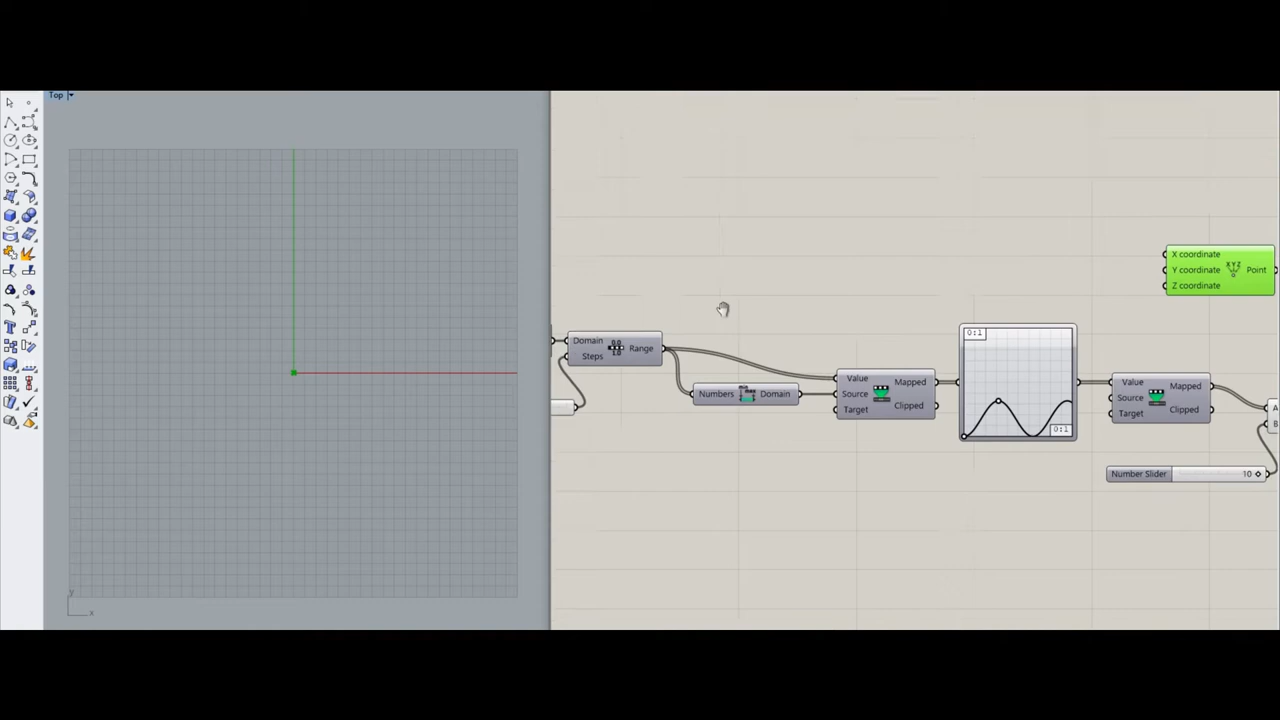 Top
y
x
Domain
Steps
Range
Numbers
Domain
Value
Source
Target
Mapped
Clipped
0:1
0:1
X coordinate
Y coordinate
Z coordinate
X Y Z
Point
Value
Source
Target
Mapped
Clipped
A
B
Number Slider
10